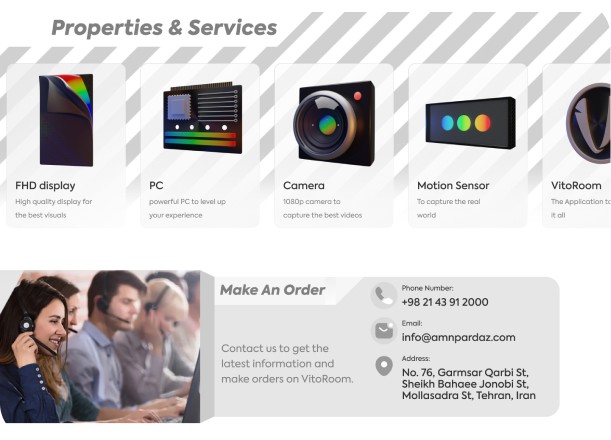 Properties & Services
FHD display
High quality display for
the best visuals
PC
powerful PC to level up
your experience
Camera
1080p camera to
capture the best videos
Motion Sensor
To capture the real
world
VitoRoom
The Application to
it all
Make An Order
Contact us to get the
latest information and
make orders on VitoRoom.
Phone Number:
+98 21 43 91 2000
Email:
info@amnpardaz.com
Address:
No. 76, Garmsar Qarbi St,
Sheikh Bahaee Jonobi St,
Mollasadra St, Tehran, Iran